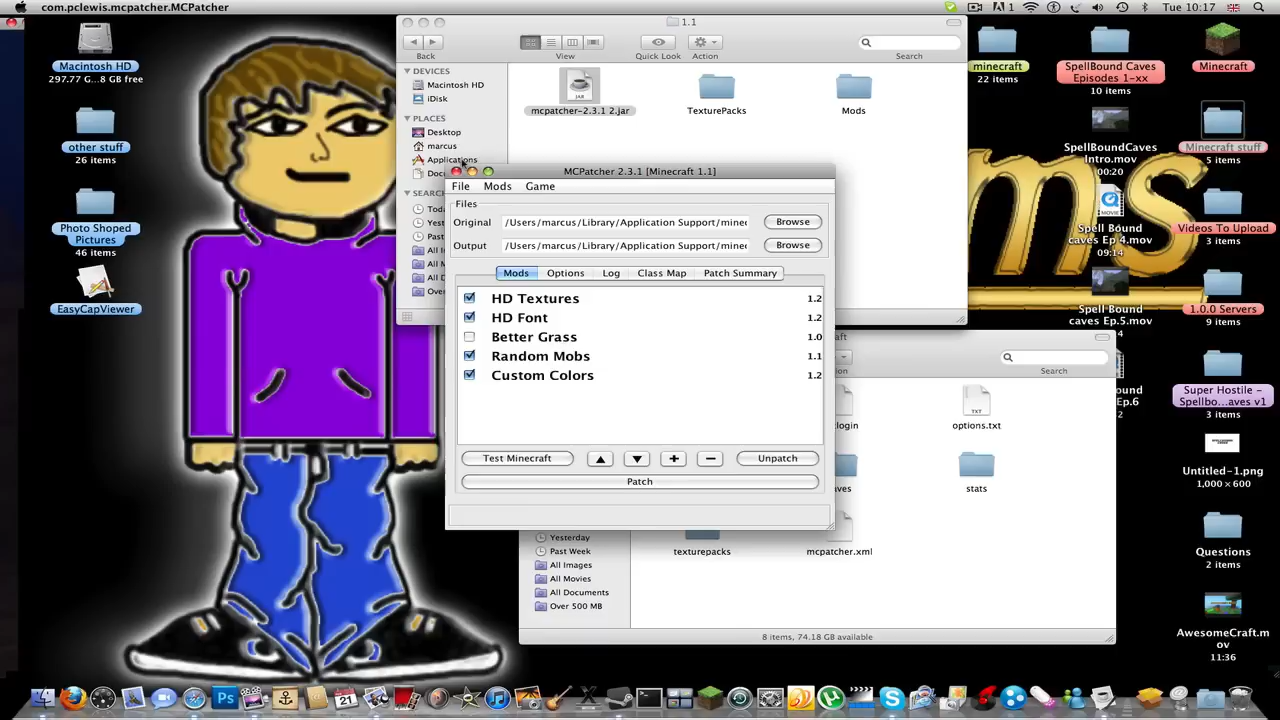 com.pclewis.mcpatcher.MCPatcher
1
Tue 10:17
Macintosh HD
297.77 G...8 GB free
other stuff
26 items
Photo Shoped
Pictures
46 items
EasyCapViewer
1.1
Back
View
Quick Look
Action
Search
DEVICES
Macintosh HD
iDisk
PLACES
Desktop
marcus
Applications
mcpatcher-2.3.1 2.jar
TexturePacks
Mods
MCPatcher 2.3.1 [Minecraft 1.1]
File
Mods
Game
Files
Original
/Users/marcus/Library/Application Support/mine
Browse
Output
/Users/marcus/Library/Application Support/mine
Browse
Mods
Options
Log
Class Map
Patch Summary
HD Textures
1.2
HD Font
1.2
Better Grass
1.0
Random Mobs
1.1
Custom Colors
1.2
Test Minecraft
+
−
Unpatch
Patch
Search
TXT
options.txt
stats
texturepacks
mcpatcher.xml
Yesterday
Past Week
All Images
All Movies
All Documents
Over 500 MB
8 items, 74.18 GB available
minecraft
22 items
SpellBound Caves
Episodes 1-xx
10 items
Minecraft
SpellBoundCaves
Intro.mov
00:20
Minecraft stuff
5 items
Spell Bound
caves Ep 4.mov
09:14
Videos To Upload
3 items
Spell Bound
caves Ep.5.mov
1.0.0 Servers
9 items
Super Hostile -
Spellbo...aves v1
3 items
Untitled-1.png
1,000 × 600
Questions
2 items
AwesomeCraft.m
ov
11:36